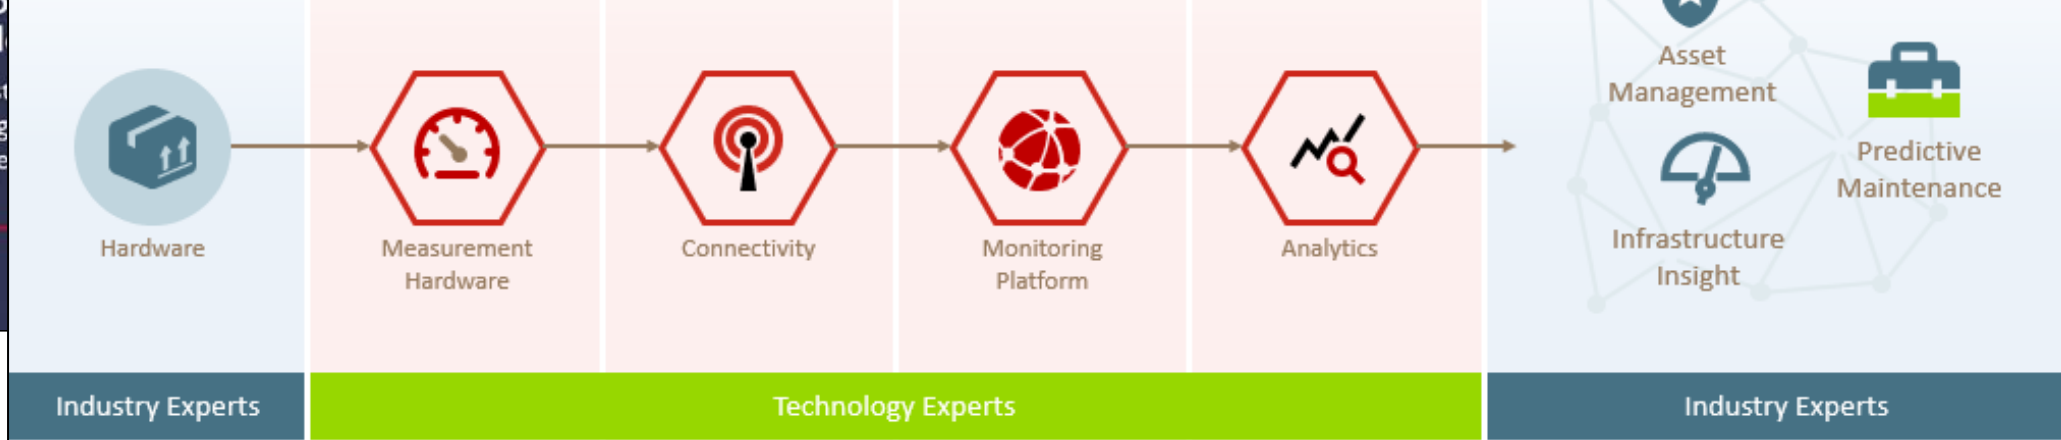 Asset
Management
Predictive
Maintenance
Hardware
Measurement
Hardware
Connectivity
Monitoring
Platform
Analytics
Infrastructure
Insight
Industry Experts
Technology Experts
Industry Experts